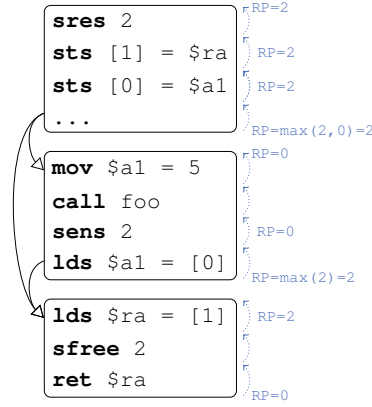 sres 2
sts [1] = $ra
sts [0] = $a1
...
RP=2
RP=2
RP=2
RP=max(2,0)=2
mov $a1 = 5
call foo
sens 2
lds $a1 = [0]
RP=0
RP=0
RP=max(2)=2
lds $ra = [1]
sfree 2
ret $ra
RP=2
RP=0